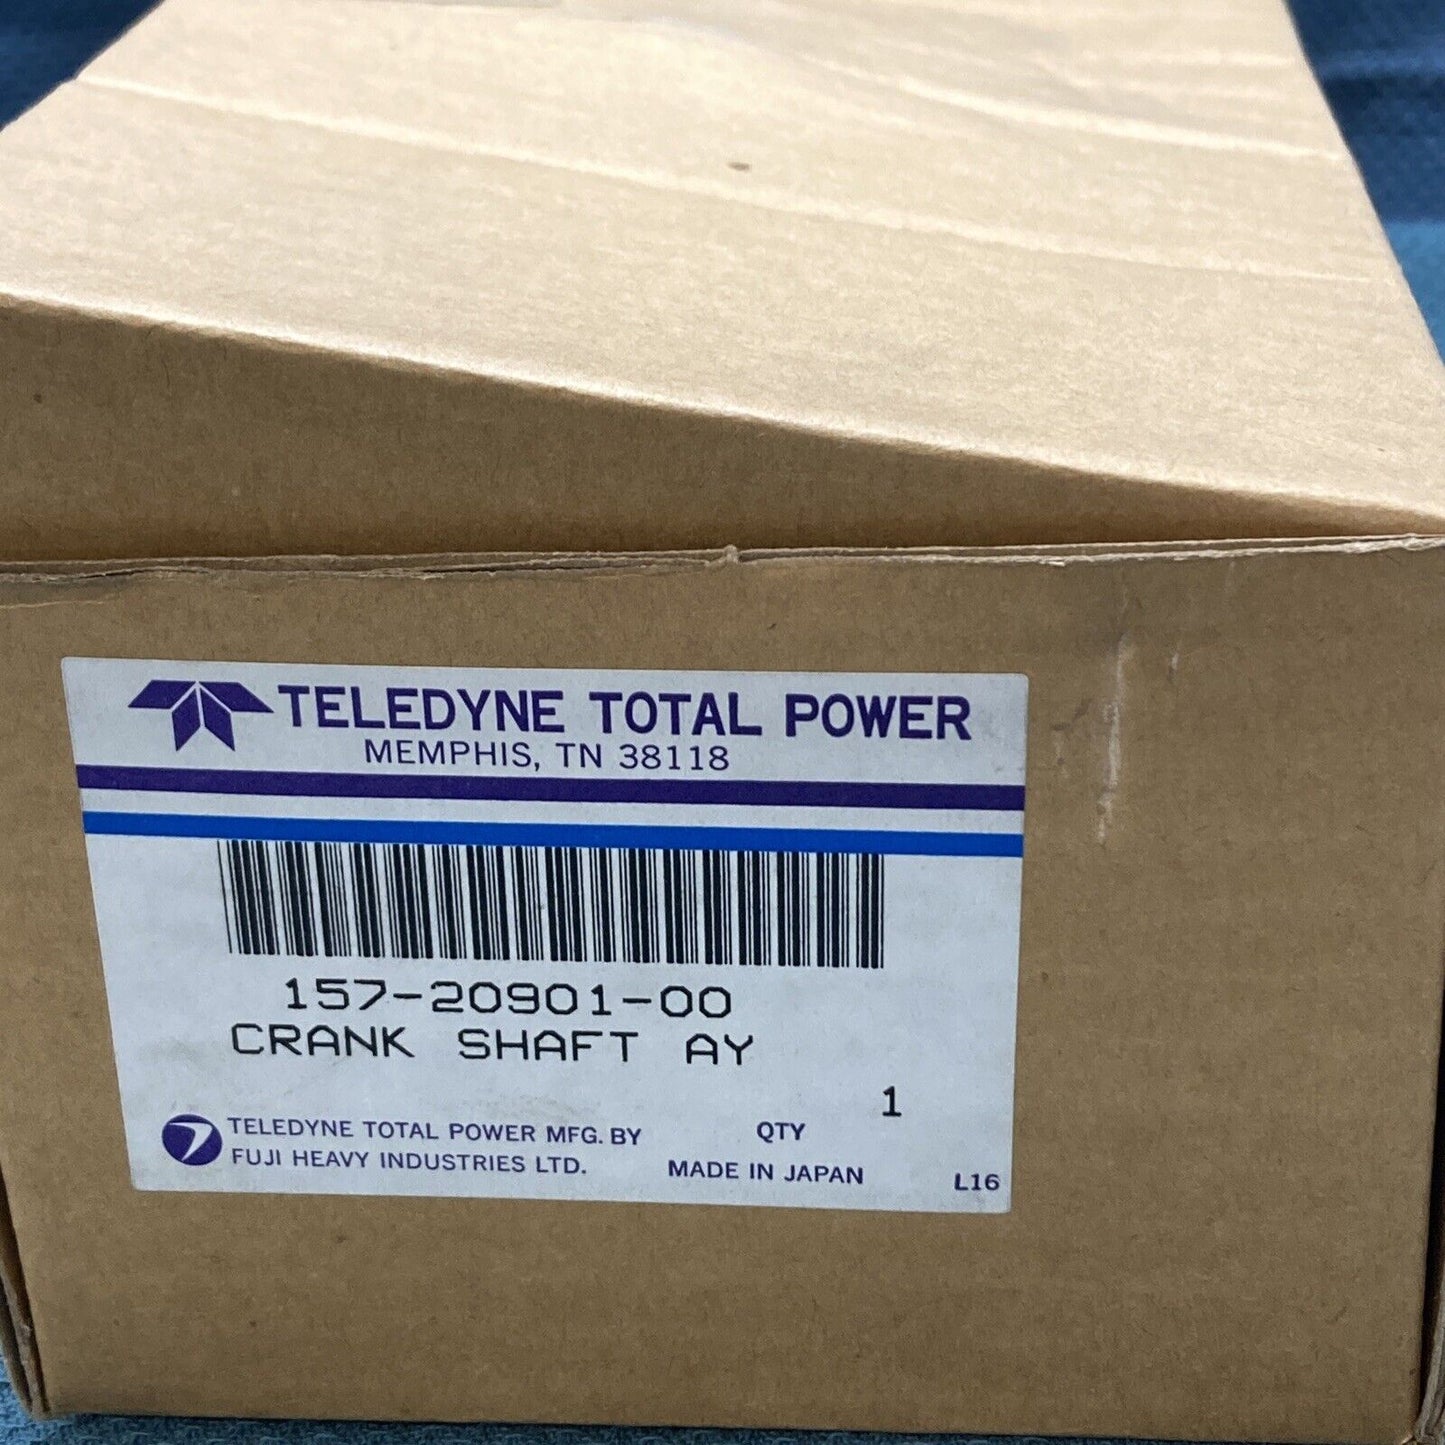 TELEDYNE TOTAL POWER
MEMPHIS, TN 38118
157-20901-00
CRANK SHAFT AY
1
TELEDYNE TOTAL POWER MFG. BY
FUJI HEAVY INDUSTRIES LTD.
QTY
MADE IN JAPAN
L16